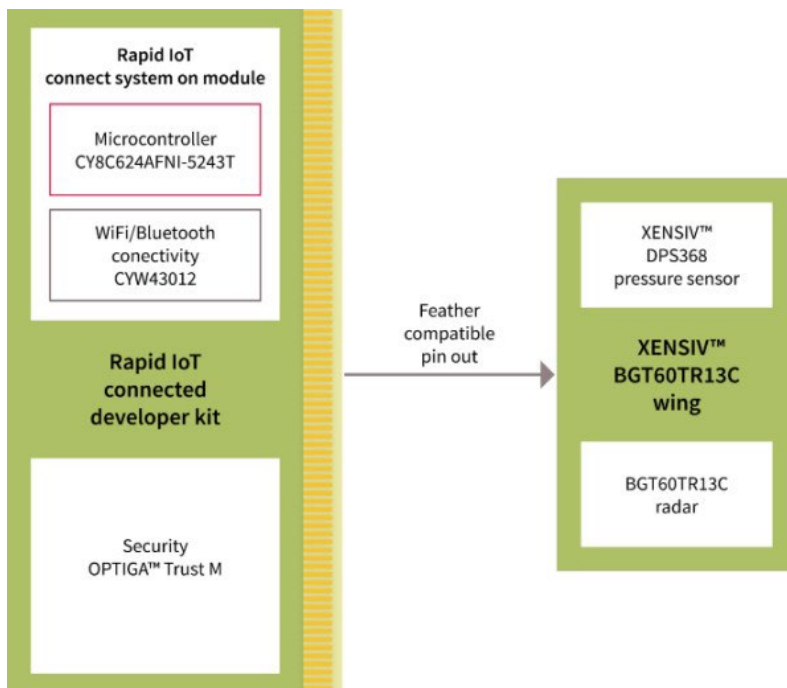 Rapid IoT
connect system on module
Microcontroller
CY8C624AFNI-5243T
WiFi/Bluetooth
conectivity
CYW43012
Rapid IoT
connected
developer kit
Security
OPTIGA™ Trust M
Feather
compatible
pin out
XENSIV™
DPS368
pressure sensor
XENSIV™
BGT60TR13C
wing
BGT60TR13C
radar